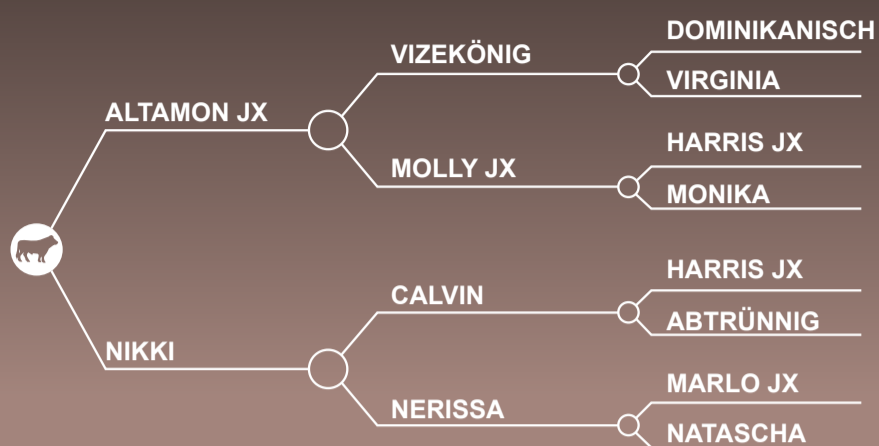 DOMINIKANISCH
VIZEKÖNIG
VIRGINIA
ALTAMON JX
HARRIS JX
MOLLY JX
MONIKA
HARRIS JX
CALVIN
ABTRÜNNIG
NIKKI
MARLO JX
NERISSA
NATASCHA